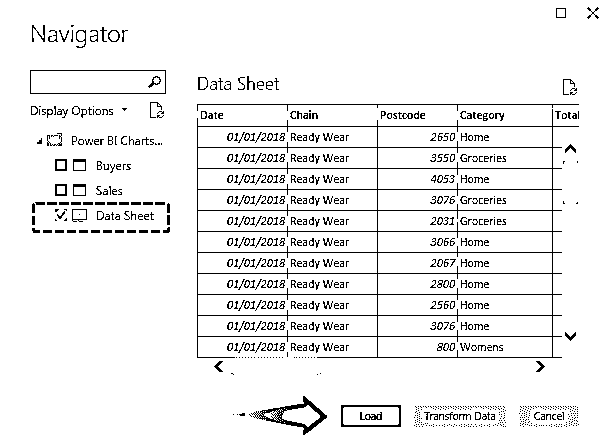 Navigator
Display Options
Power BI Charts...
Buyers
Sales
Data Sheet
Data Sheet
Date Chain Postcode Category Total
01/01/2018 Ready Wear 2650 Home
01/01/2018 Ready Wear 3550 Groceries
01/01/2018 Ready Wear 4053 Home
01/01/2018 Ready Wear 3076 Groceries
01/01/2018 Ready Wear 2031 Groceries
01/01/2018 Ready Wear 3066 Home
01/01/2018 Ready Wear 2067 Home
01/01/2018 Ready Wear 2800 Home
01/01/2018 Ready Wear 2560 Home
01/01/2018 Ready Wear 3076 Home
01/01/2018 Ready Wear 800 Womens
Load Transform Data Cancel